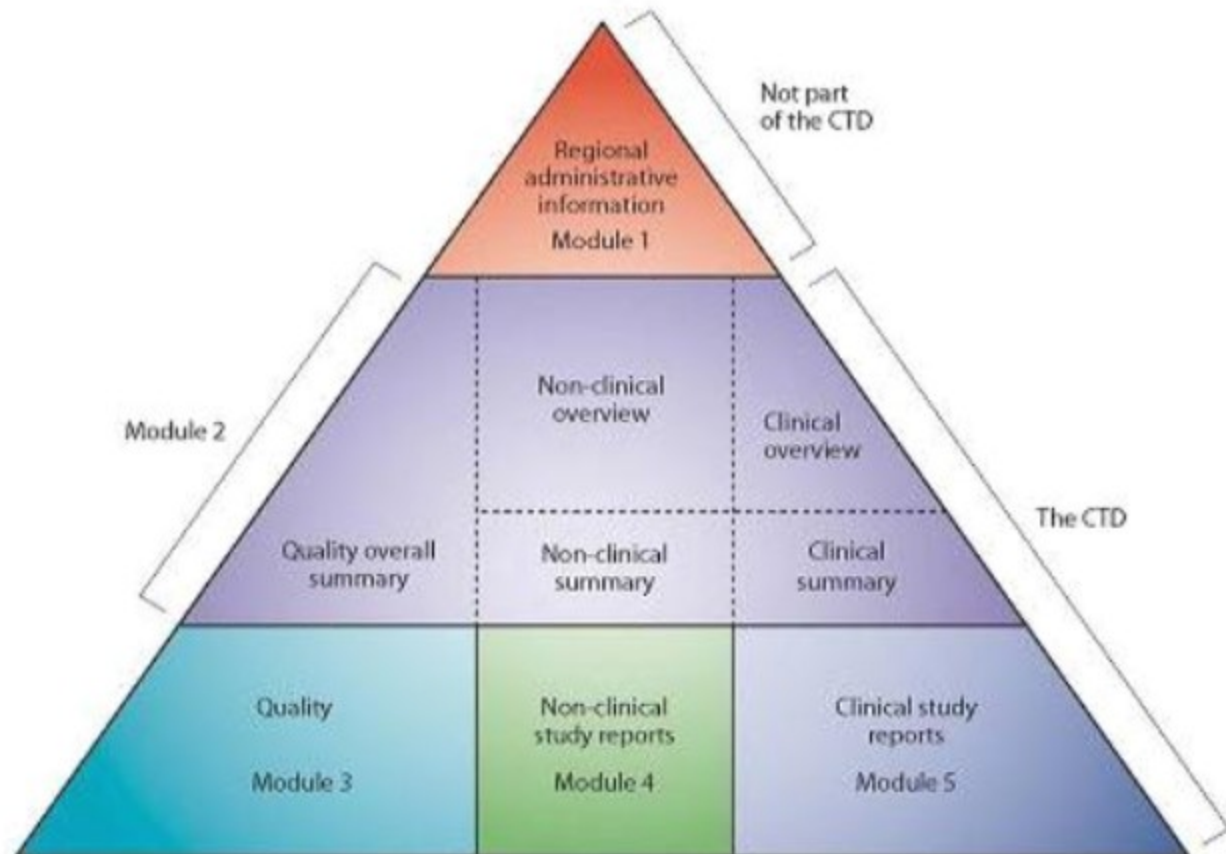 Not part
of the CTD
Regional
administrative
information
Module 1
Module 2
Non-clinical
overview
Clinical
overview
The CTD
Quality overall
summary
Non-clinical
summary
Clinical
summary
Quality
Module 3
Non-clinical
study reports
Module 4
Clinical study
reports
Module 5